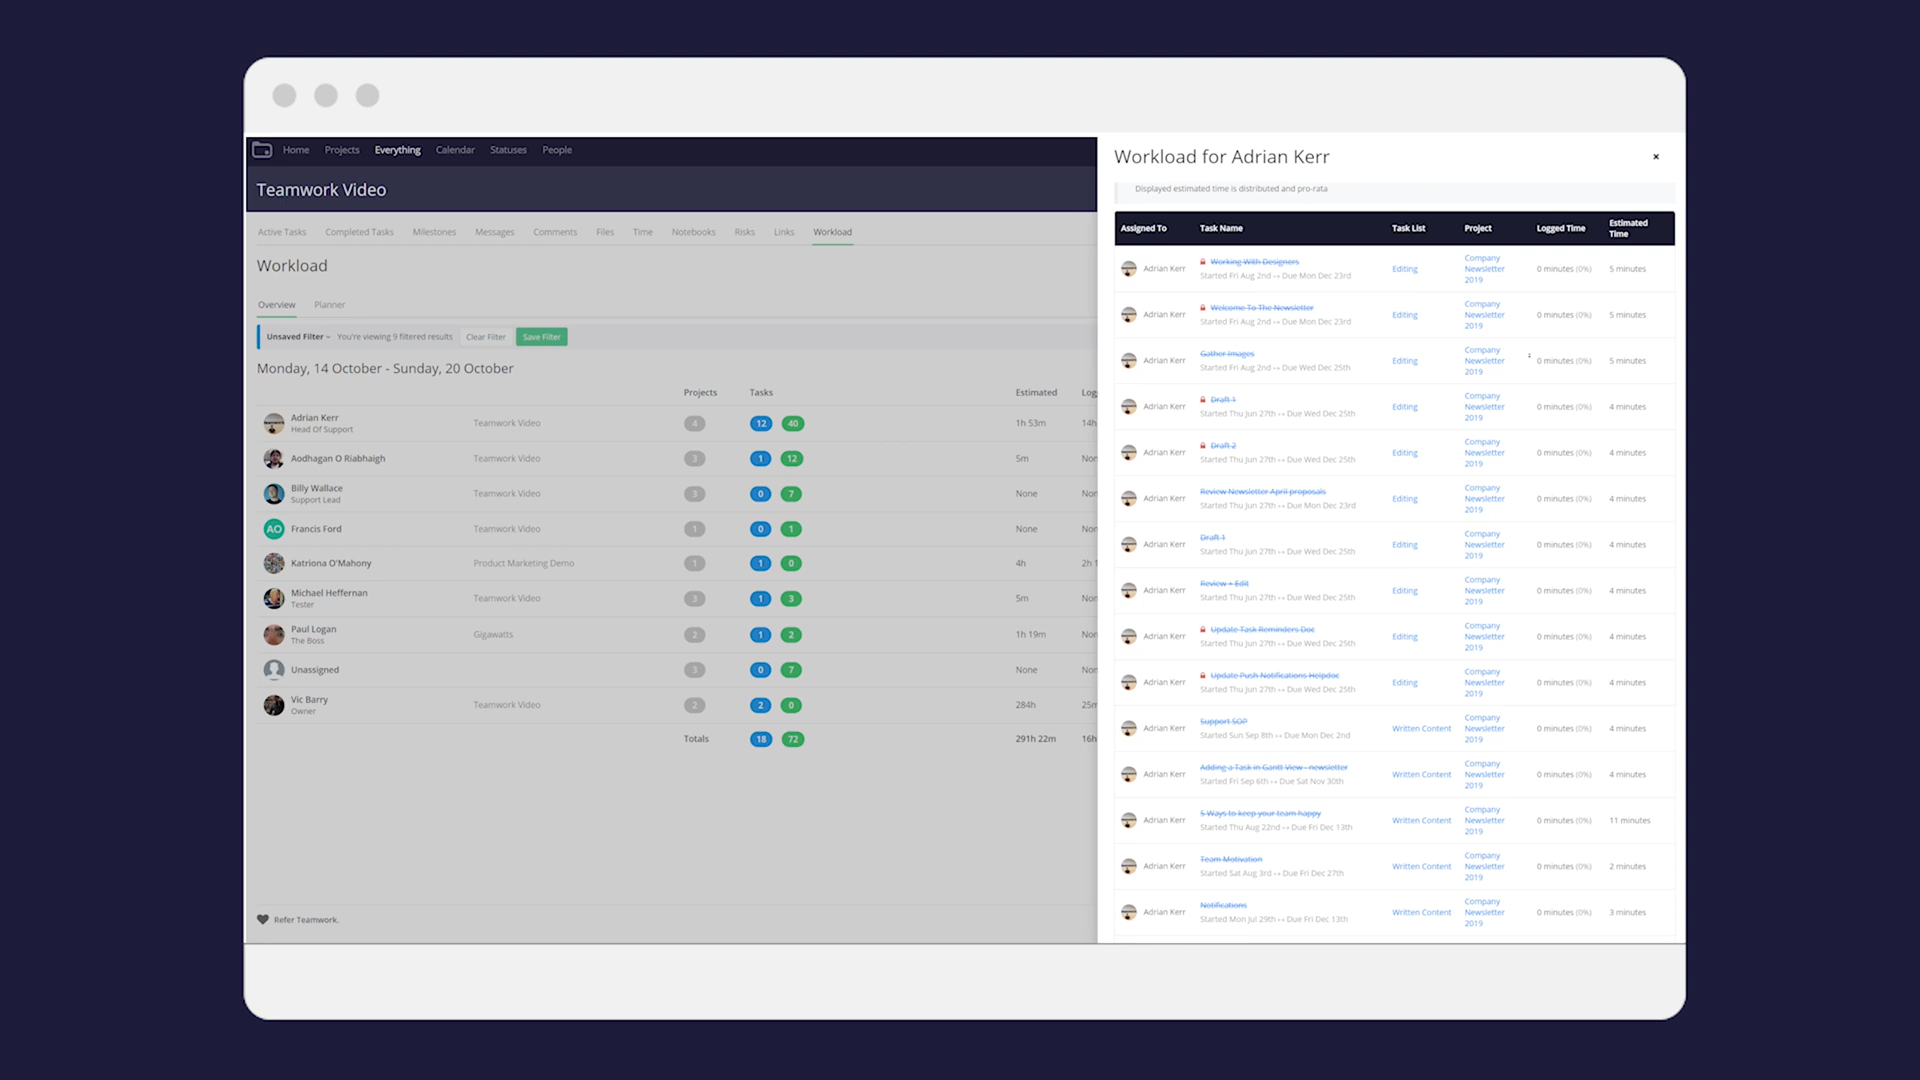 Home Projects Everything Calendar Statuses People
Teamwork Video
Active Tasks Completed Tasks Milestones Messages Comments Files Time Notebooks Risks Links Workload
Workload
Overview Planner
Unsaved Filter – You're viewing 9 filtered results Clear Filter Save Filter
Monday, 14 October - Sunday, 20 October
Projects Tasks Estimated Log
Adrian Kerr Teamwork Video 4 12 40 1h 53m 14h
Head Of Support
Aodhagan O Riabhaigh Teamwork Video 3 1 12 5m Non
Billy Wallace Teamwork Video 3 0 7 None Non
Support Lead
AO Francis Ford Teamwork Video 1 0 1 None Non
Katriona O'Mahony Product Marketing Demo 1 1 0 4h 2h 1
Michael Heffernan Teamwork Video 3 1 3 5m Non
Tester
Paul Logan Gigawatts 2 1 2 1h 19m Non
The Boss
Unassigned 3 0 7 None Non
Vic Barry Teamwork Video 2 2 0 284h 25m
Owner
Totals 18 72 291h 22m 16h
Refer Teamwork.
Workload for Adrian Kerr ×
Displayed estimated time is distributed and pro-rata
Assigned To Task Name Task List Project Logged Time Estimated Time
Adrian Kerr Working With Designers Editing Company Newsletter 2019 0 minutes (0%) 5 minutes
Started Fri Aug 2nd ↔ Due Mon Dec 23rd
Adrian Kerr Welcome To The Newsletter Editing Company Newsletter 2019 0 minutes (0%) 5 minutes
Started Fri Aug 2nd ↔ Due Mon Dec 23rd
Adrian Kerr Gather Images Editing Company Newsletter 2019 0 minutes (0%) 5 minutes
Started Fri Aug 2nd ↔ Due Wed Dec 25th
Adrian Kerr Draft 1 Editing Company Newsletter 2019 0 minutes (0%) 4 minutes
Started Thu Jun 27th ↔ Due Wed Dec 25th
Adrian Kerr Draft 2 Editing Company Newsletter 2019 0 minutes (0%) 4 minutes
Started Thu Jun 27th ↔ Due Wed Dec 25th
Adrian Kerr Review Newsletter April proposals Editing Company Newsletter 2019 0 minutes (0%) 4 minutes
Started Thu Jun 27th ↔ Due Mon Dec 23rd
Adrian Kerr Draft 1 Editing Company Newsletter 2019 0 minutes (0%) 4 minutes
Started Thu Jun 27th ↔ Due Wed Dec 25th
Adrian Kerr Review + Edit Editing Company Newsletter 2019 0 minutes (0%) 4 minutes
Started Thu Jun 27th ↔ Due Wed Dec 25th
Adrian Kerr Update Task Reminders Doc Editing Company Newsletter 2019 0 minutes (0%) 4 minutes
Started Thu Jun 27th ↔ Due Wed Dec 25th
Adrian Kerr Update Push Notifications Helpdoc Editing Company Newsletter 2019 0 minutes (0%) 4 minutes
Started Thu Jun 27th ↔ Due Wed Dec 25th
Adrian Kerr Support SOP Written Content Company Newsletter 2019 0 minutes (0%) 4 minutes
Started Sun Sep 8th ↔ Due Mon Dec 2nd
Adrian Kerr Adding a Task in Gantt View - newsletter Written Content Company Newsletter 2019 0 minutes (0%) 4 minutes
Started Fri Sep 6th ↔ Due Sat Nov 30th
Adrian Kerr 5 Ways to keep your team happy Written Content Company Newsletter 2019 0 minutes (0%) 11 minutes
Started Thu Aug 22nd ↔ Due Fri Dec 13th
Adrian Kerr Team Motivation Written Content Company Newsletter 2019 0 minutes (0%) 2 minutes
Started Sat Aug 3rd ↔ Due Fri Dec 27th
Adrian Kerr Notifications Written Content Company Newsletter 2019 0 minutes (0%) 3 minutes
Started Mon Jul 29th ↔ Due Fri Dec 13th